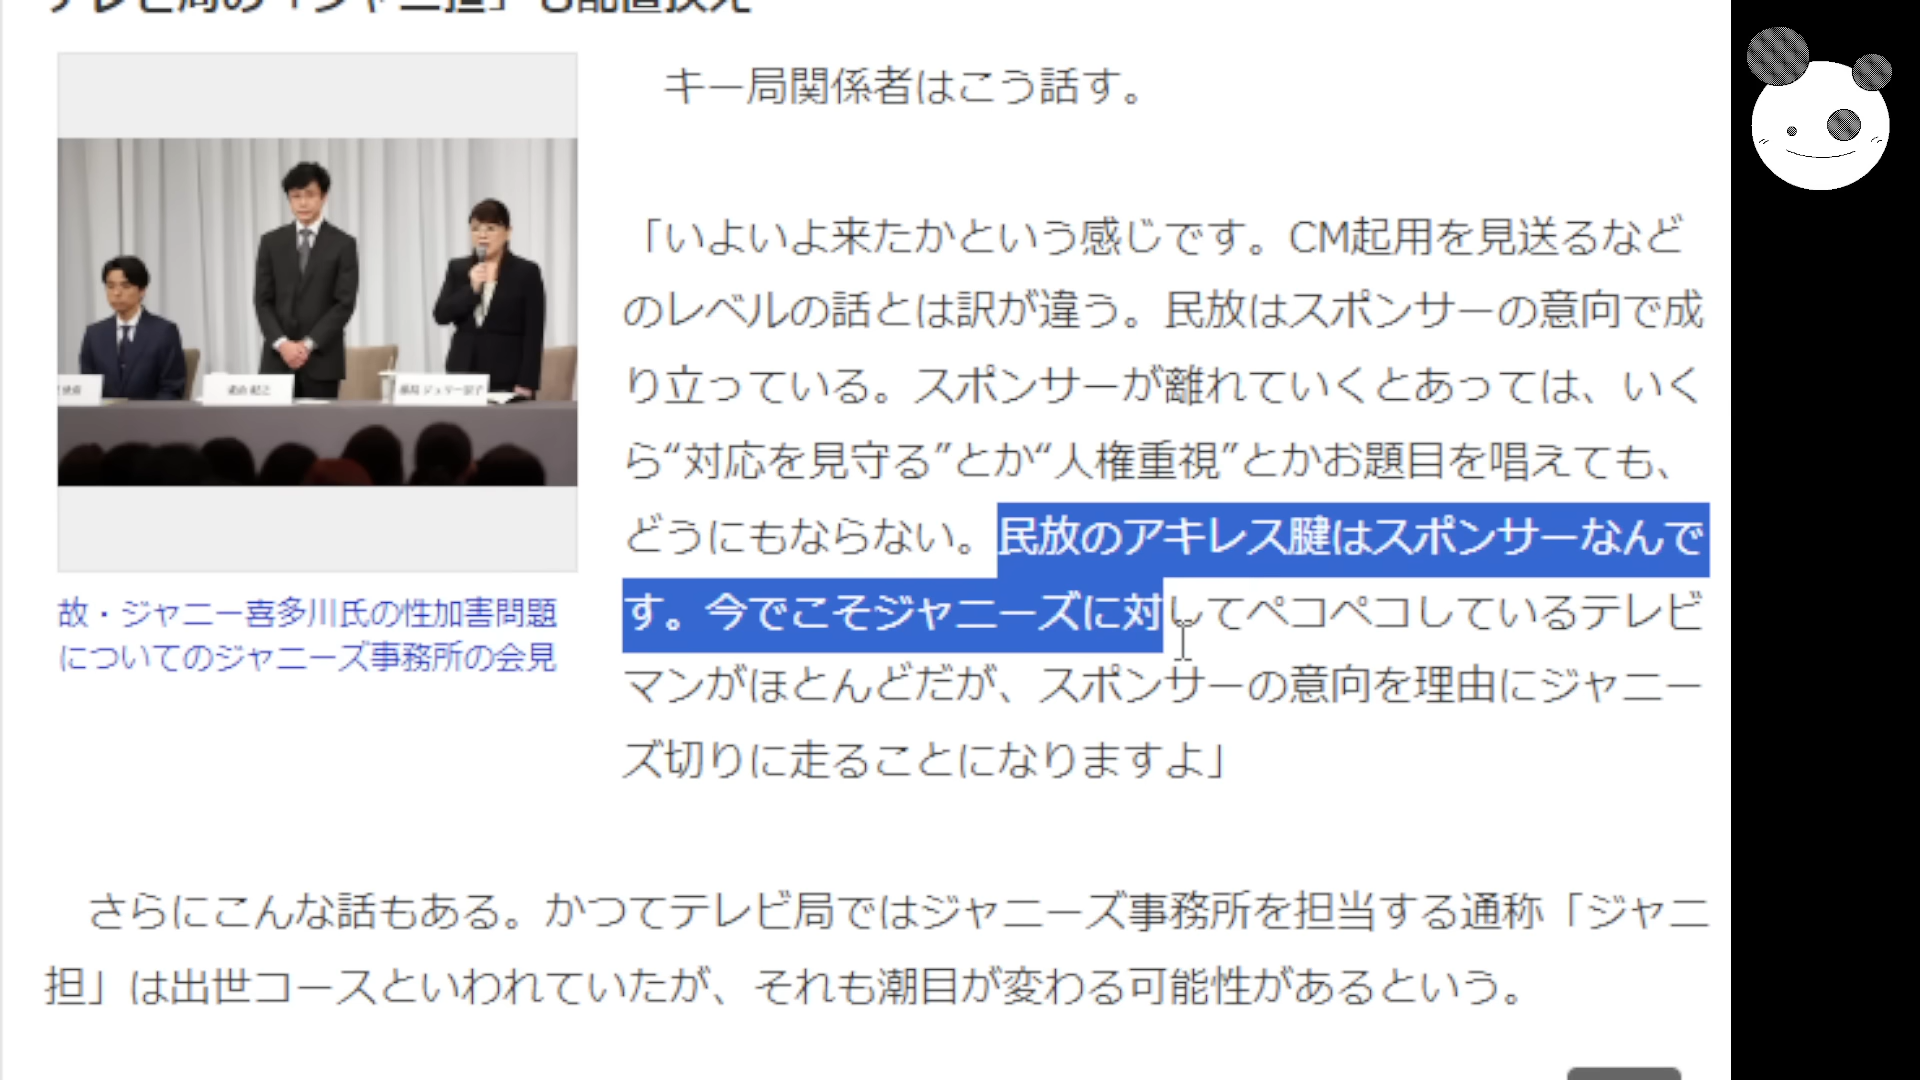 テレビ局の「ジャニ担」も配置換え
キー局関係者はこう話す。
「いよいよ来たかという感じです。CM起用を見送るなど
のレベルの話とは訳が違う。民放はスポンサーの意向で成
り立っている。スポンサーが離れていくとあっては、いく
ら“対応を見守る”とか“人権重視”とかお題目を唱えても、
どうにもならない。民放のアキレス腱はスポンサーなんで
す。今でこそジャニーズに対してペコペコしているテレビ
マンがほとんどだが、スポンサーの意向を理由にジャニー
ズ切りに走ることになりますよ」
故・ジャニー喜多川氏の性加害問題
についてのジャニーズ事務所の会見
さらにこんな話もある。かつてテレビ局ではジャニーズ事務所を担当する通称「ジャニ
担」は出世コースといわれていたが、それも潮目が変わる可能性があるという。